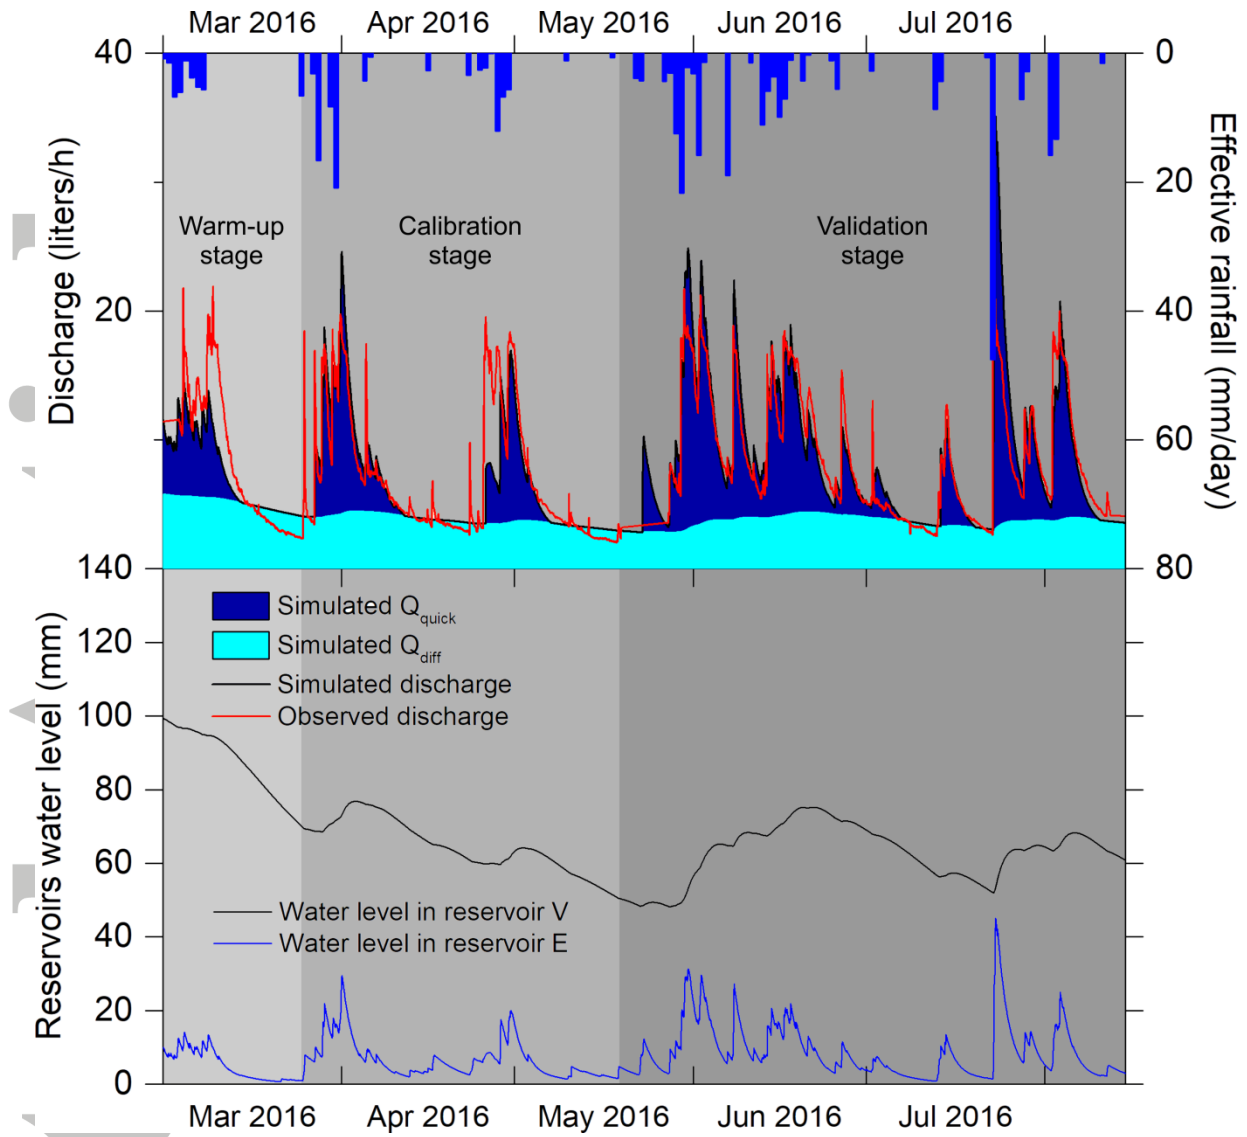 Mar 2016 Apr 2016 May 2016 Jun 2016 Jul 2016
40
20
140
120
100
80
60
40
20
0
Discharge (liters/h)
Reservoirs water level (mm)
0
20
40
60
80
Effective rainfall (mm/day)
Warm-up
stage
Calibration
stage
Validation
stage
Simulated Qquick
Simulated Qdiff
Simulated discharge
Observed discharge
Water level in reservoir V
Water level in reservoir E
Mar 2016 Apr 2016 May 2016 Jun 2016 Jul 2016